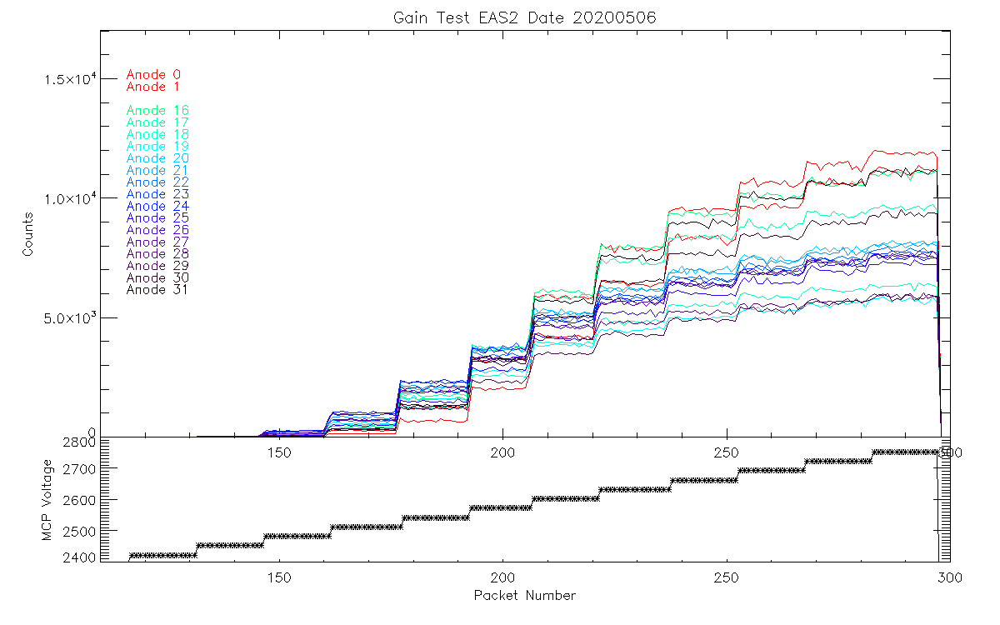 Gain Test EAS2 Date 20200506
1.5×10⁴
Anode 0
Anode 1
Anode 16
Anode 17
Anode 18
Anode 19
Anode 20
Anode 21
Anode 22
Anode 23
Anode 24
Anode 25
Anode 26
Anode 27
Anode 28
Anode 29
Anode 30
Anode 31
1.0×10⁴
Counts
5.0×10³
0
150 200 250 300
2800
2700
2600
2500
2400
MCP Voltage
150 200 250 300
Packet Number